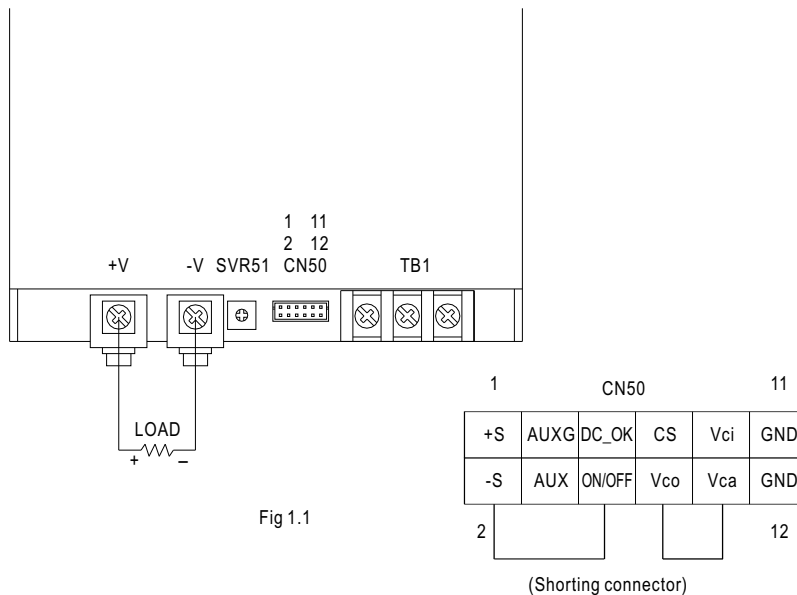 1 11
2 12
+V -V SVR51 CN50 TB1
LOAD
+ –
Fig 1.1
1 CN50 11
+S AUXG DC_OK CS Vci GND
-S AUX ON/OFF Vco Vca GND
2 12
(Shorting connector)